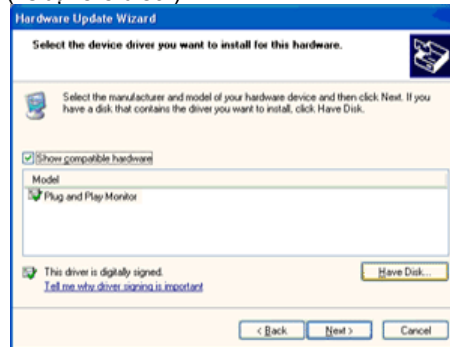 Hardware Update Wizard
Select the device driver you want to install for this hardware.
Select the manufacturer and model of your hardware device and then click Next. If you
have a disk that contains the driver you want to install, click Have Disk.
Show compatible hardware
Model
Plug and Play Monitor
This driver is digitally signed.
Have Disk...
Tell me why driver signing is important
< Back
Next >
Cancel